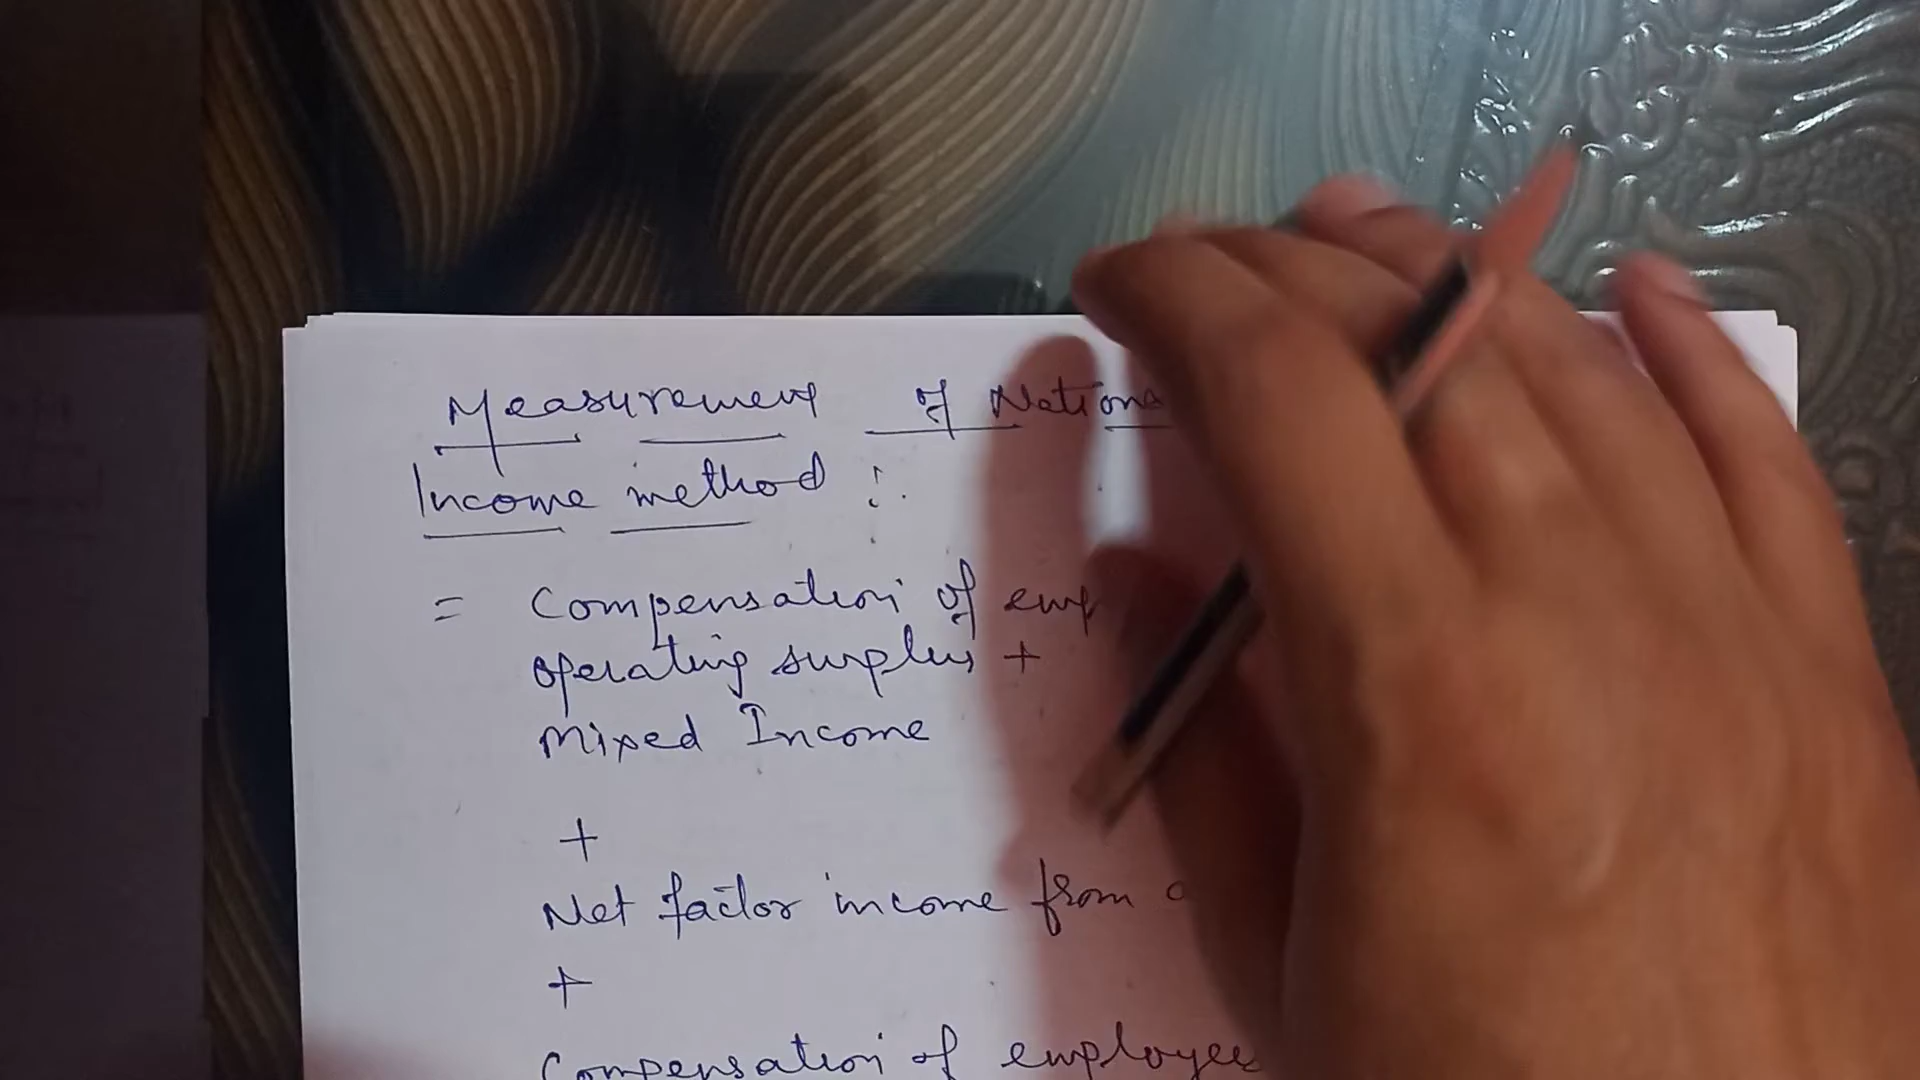 Measurement of Nationa
Income method :
= Compensation of emp
operating surplus +
Mixed Income
+
Net factor income from
+
Compensation of employee